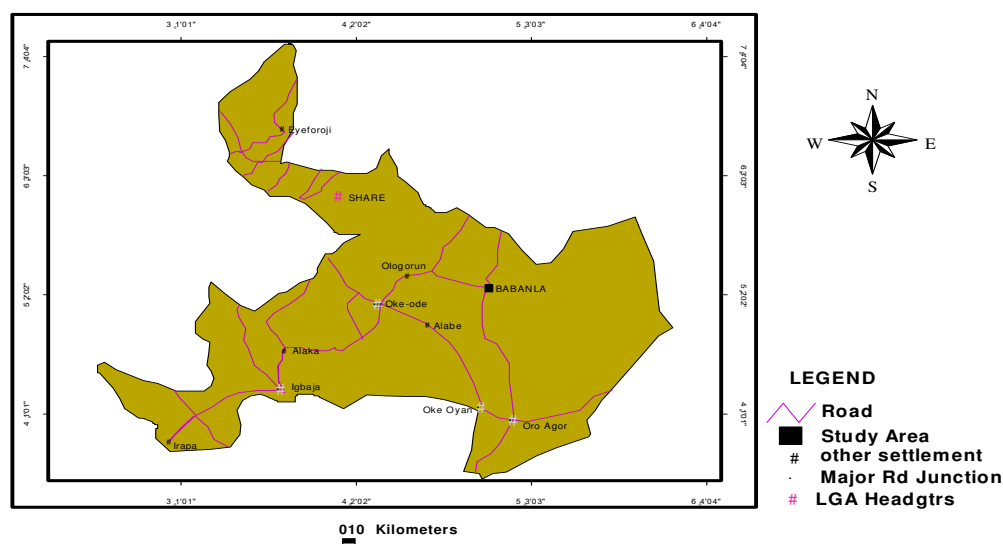 3,1'01" 4,2'02" 5,3'03" 6,4'04"
7,4'04" 7,4'04"
N
Eyeforoji
W E
6,3'03" 6,3'03"
S
# SHARE
Ologorun
BABANLA
5,2'02" 5,2'02"
# Oke-ode
Alabe
Alaka
LEGEND
# Igbaja
Oke Oyan #
Road
4,1'01" 4,1'01"
# Oro Agor
Study Area
Irapa
# other settlement
· Major Rd Junction
# LGA Headgtrs
3,1'01" 4,2'02" 5,3'03" 6,4'04"
010 Kilometers